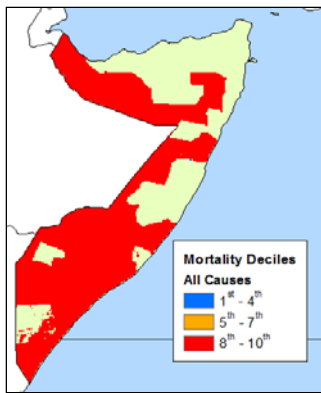 Mortality Deciles
All Causes
1st - 4th
5th - 7th
8th - 10th